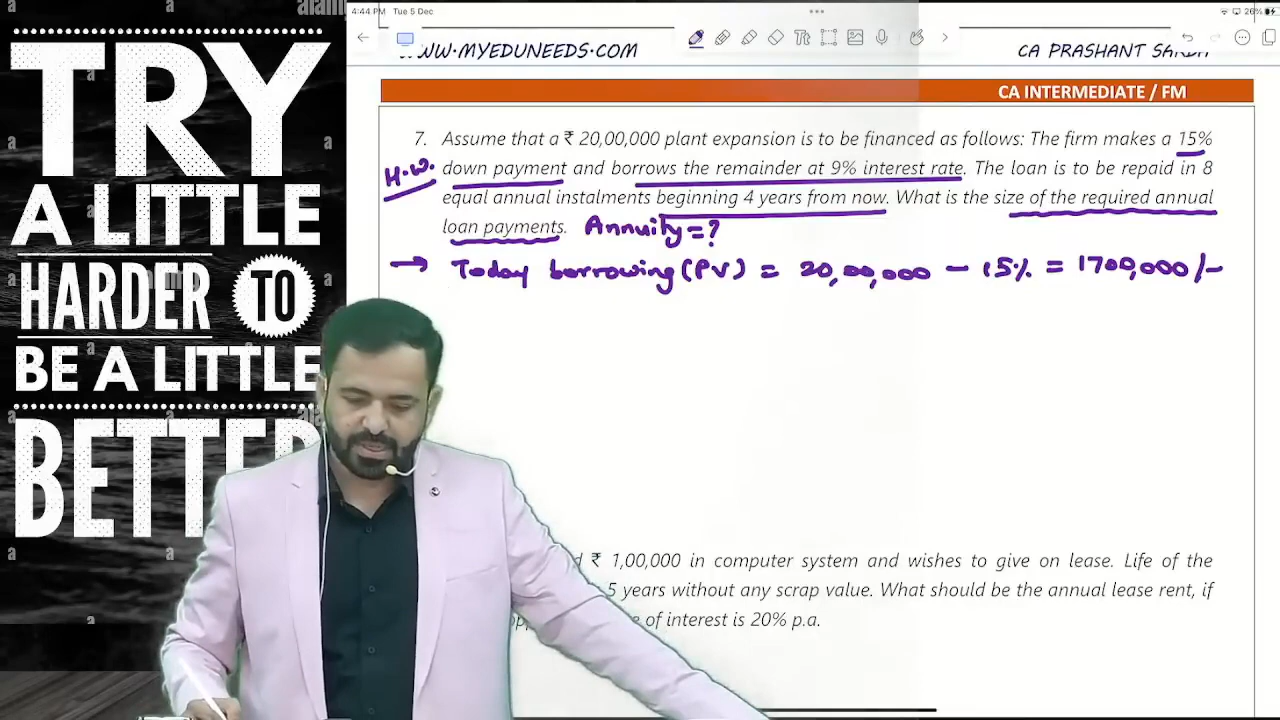 TRY
A LITTLE
HARDER TO
BE A LITTLE
BETTER
4:44 PM Tue 5 Dec
26%
WWW.MYEDUNEEDS.COM
CA PRASHANT SARDA
CA INTERMEDIATE / FM
7. Assume that a ₹ 20,00,000 plant expansion is to be financed as follows: The firm makes a 15%
H.W. down payment and borrows the remainder at 9% interest rate. The loan is to be repaid in 8
equal annual instalments beginning 4 years from now. What is the size of the required annual
loan payments. Annuity = ?
→ Today borrowing (PV) = 20,00,000 - 15% = 1700,000/-
₹ 1,00,000 in computer system and wishes to give on lease. Life of the
5 years without any scrap value. What should be the annual lease rent, if
of interest is 20% p.a.